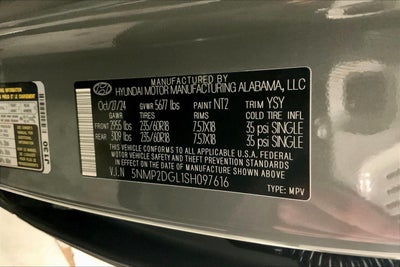 MANUFACTURED BY
HYUNDAI MOTOR MANUFACTURING ALABAMA, LLC
Oct/27/24 GVWR 5677 lbs PAINT NT2 TRIM YSY
GAWR TIRES RIMS COLD TIRE INFL
FRONT 2955 lbs 235/60R18 7.5JX18 35 psi SINGLE
REAR 3109 lbs 235/60R18 7.5JX18 35 psi SINGLE
THIS VEHICLE CONFORMS TO ALL APPLICABLE U.S.A. FEDERAL
MOTOR VEHICLE SAFETY AND THEFT PREVENTION STANDARDS
IN EFFECT ON THE DATE OF MANUFACTURE SHOWN ABOVE.
V.I.N 5NMP2DGL1SH097616
TYPE: MPV
JT30